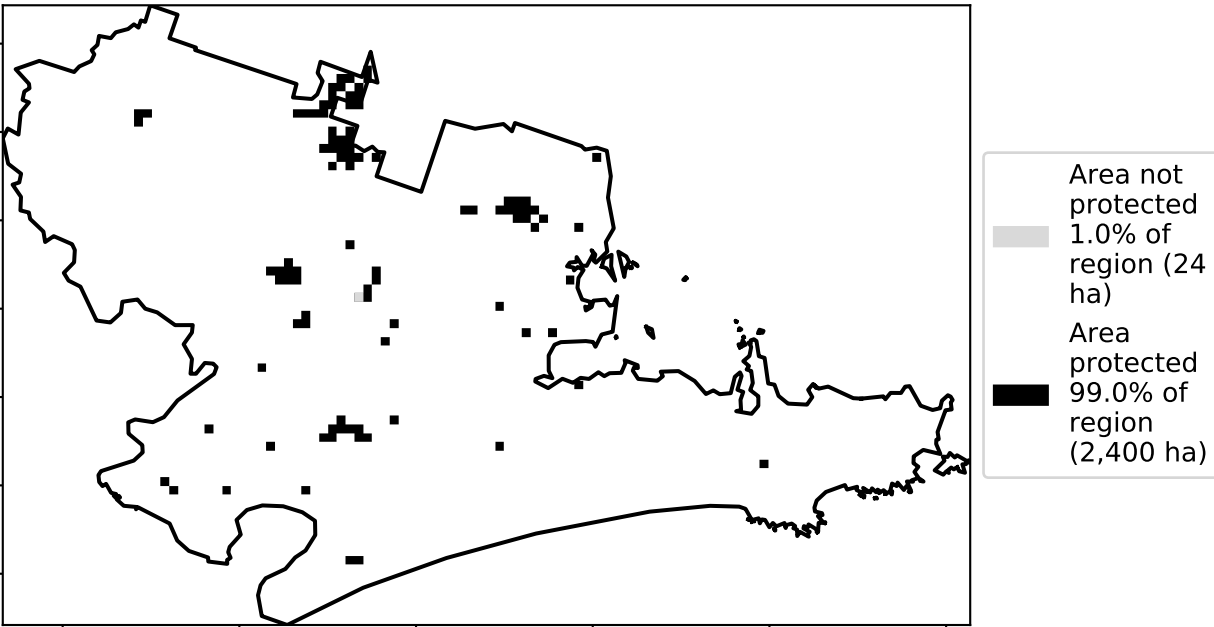 Area not
protected
1.0% of
region (24
ha)
Area
protected
99.0% of
region
(2,400 ha)